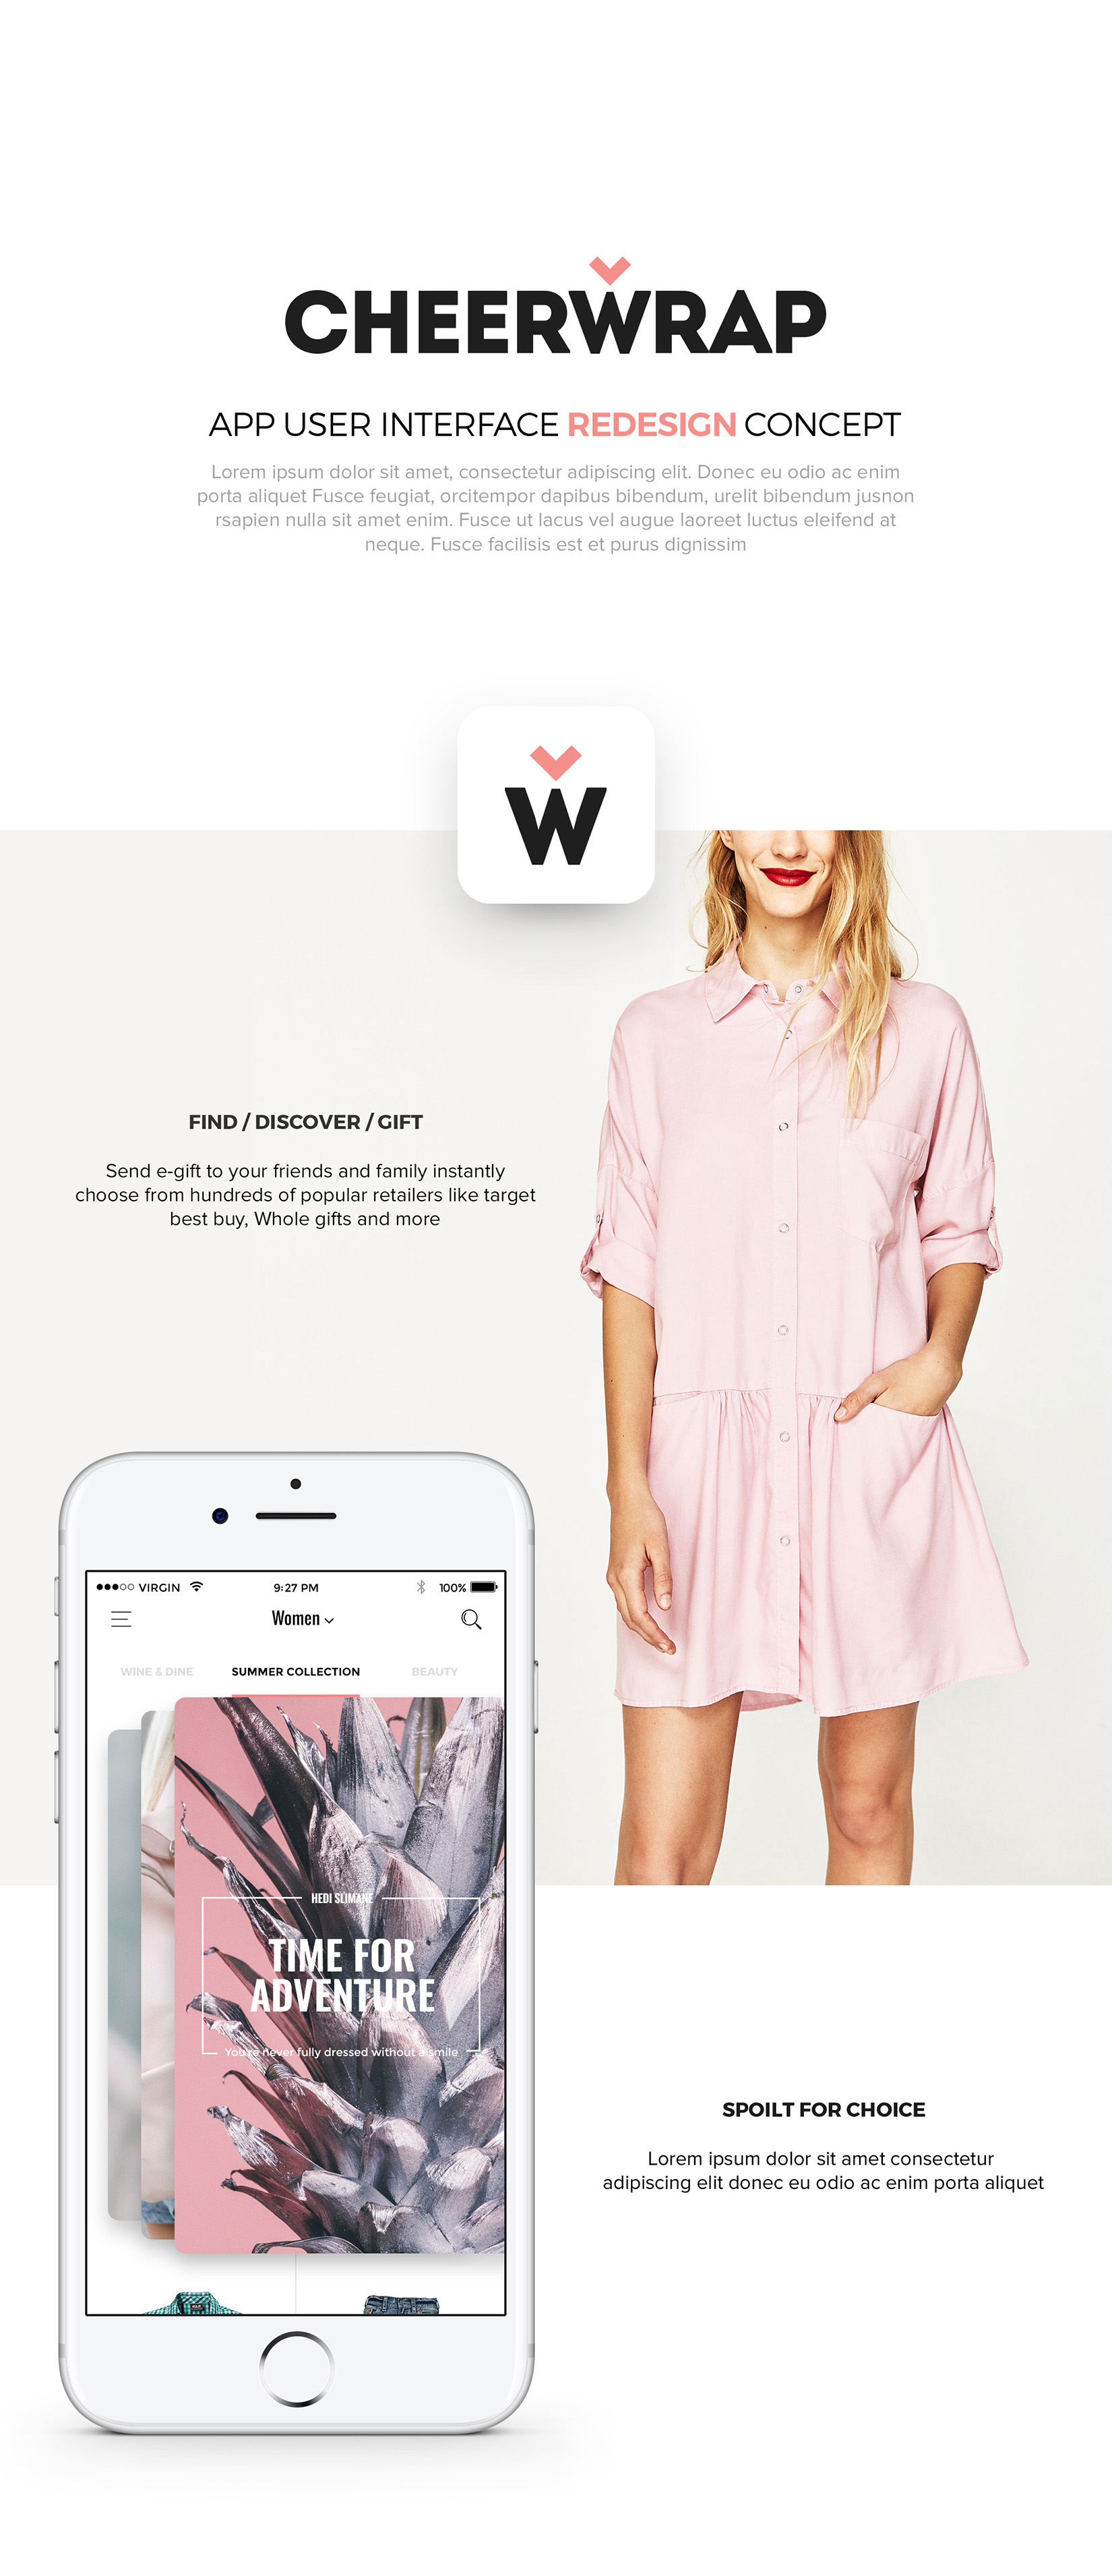 CHEERWRAP
APP USER INTERFACE REDESIGN CONCEPT
Lorem ipsum dolor sit amet, consectetur adipiscing elit. Donec eu odio ac enim
porta aliquet Fusce feugiat, orcitempor dapibus bibendum, urelit bibendum jusnon
rsapien nulla sit amet enim. Fusce ut lacus vel augue laoreet luctus eleifend at
neque. Fusce facilisis est et purus dignissim
W
FIND / DISCOVER / GIFT
Send e-gift to your friends and family instantly
choose from hundreds of popular retailers like target
best buy, Whole gifts and more
VIRGIN 9:27 PM 100%
Women
WINE & DINE SUMMER COLLECTION BEAUTY
HEDI SLIMANE
TIME FOR
ADVENTURE
You're never fully dressed without a smile
SPOILT FOR CHOICE
Lorem ipsum dolor sit amet consectetur
adipiscing elit donec eu odio ac enim porta aliquet